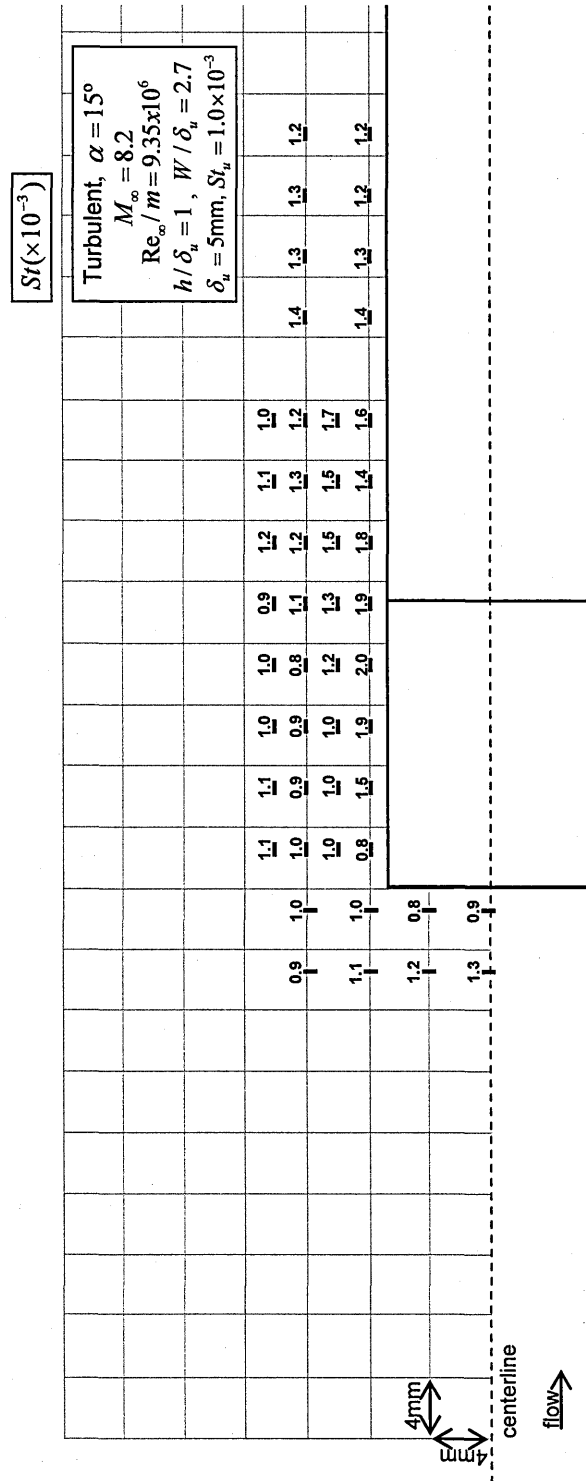 St(×10⁻³)
Turbulent, α=15º
M∞ = 8.2
Re∞/m = 9.35x10⁶
h/δᵤ = 1 , W/δᵤ = 2.7
δᵤ = 5mm, Stᵤ = 1.0×10⁻³
1.1 1.1 1.0 1.0 0.9 1.2 1.1 1.0
0.9 1.0 1.0 0.9 0.9 0.8 1.1 1.2 1.3 1.2 1.4 1.3 1.3 1.2
1.0 1.0 1.0 1.2 1.3 1.5 1.5 1.7
1.1 1.0 0.8 1.5 1.9 2.0 1.9 1.8 1.4 1.6 1.4 1.3 1.2 1.2
4mm
1.2 0.8
4mm
1.3 0.9
centerline
flow